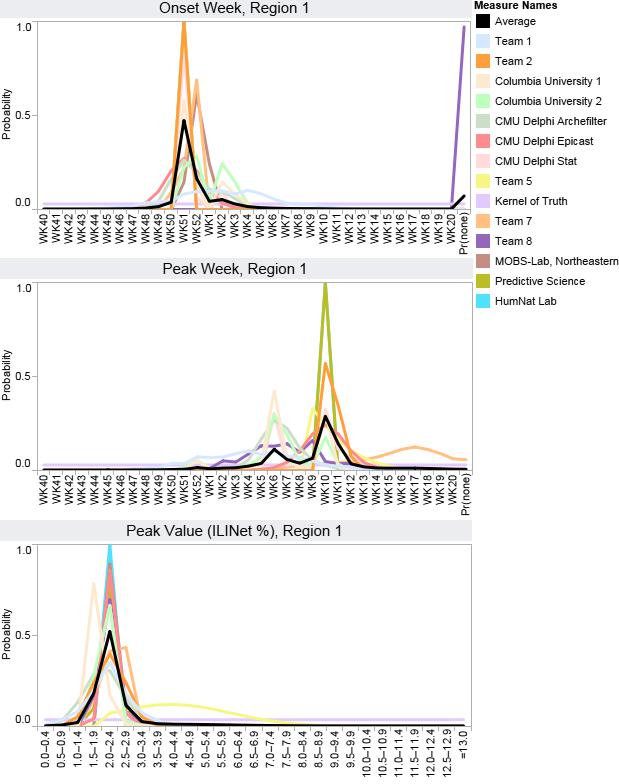 Onset Week, Region 1
Measure Names
Average
Team 1
Team 2
Columbia University 1
Columbia University 2
CMU Delphi Archefilter
CMU Delphi Epicast
CMU Delphi Stat
Team 5
Kernel of Truth
Team 7
Team 8
MOBS-Lab, Northeastern
Predictive Science
HumNat Lab
Probability
1.0
0.5
0.0
WK40
WK41
WK42
WK43
WK44
WK45
WK46
WK47
WK48
WK49
WK50
WK51
WK52
WK1
WK2
WK3
WK4
WK5
WK6
WK7
WK8
WK9
WK10
WK11
WK12
WK13
WK14
WK15
WK16
WK17
WK18
WK19
WK20
Pr(none)
Peak Week, Region 1
Probability
1.0
0.5
0.0
WK40
WK41
WK42
WK43
WK44
WK45
WK46
WK47
WK48
WK49
WK50
WK51
WK52
WK1
WK2
WK3
WK4
WK5
WK6
WK7
WK8
WK9
WK10
WK11
WK12
WK13
WK14
WK15
WK16
WK17
WK18
WK19
WK20
Pr(none)
Peak Value (ILINet %), Region 1
Probability
1.0
0.5
0.0
0.0–0.4
0.5–0.9
1.0–1.4
1.5–1.9
2.0–2.4
2.5–2.9
3.0–3.4
3.5–3.9
4.0–4.4
4.5–4.9
5.0–5.4
5.5–5.9
6.0–6.4
6.5–6.9
7.0–7.4
7.5–7.9
8.0–8.4
8.5–8.9
9.0–9.4
9.5–9.9
10.0–10.4
10.5–10.9
11.0–11.4
11.5–11.9
12.0–12.4
12.5–12.9
=13.0